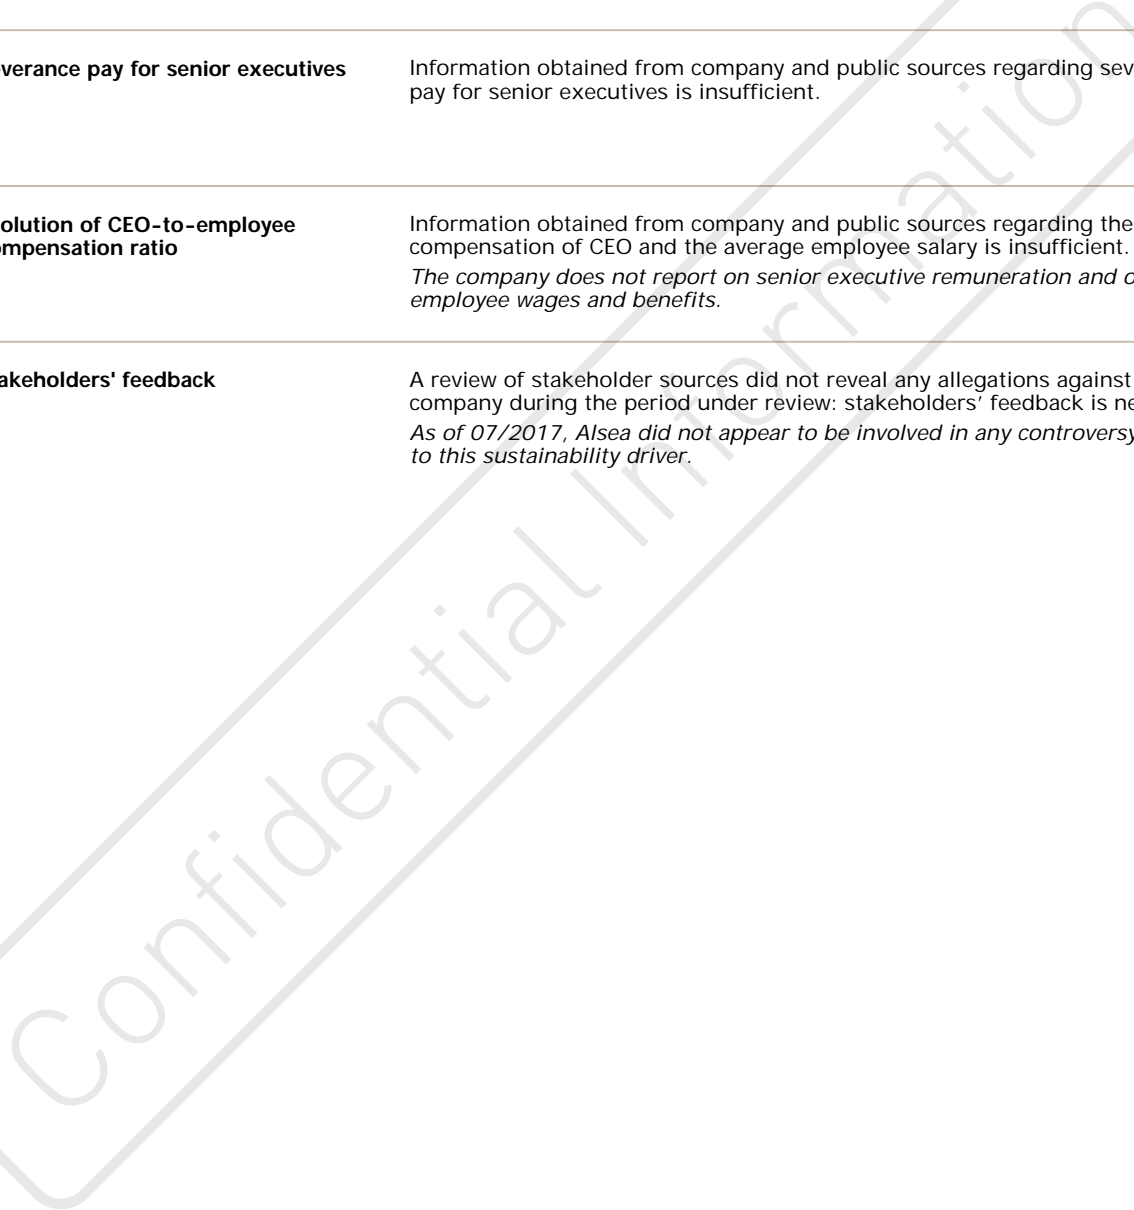 verance pay for senior executives
Information obtained from company and public sources regarding sev
pay for senior executives is insufficient.
olution of CEO-to-employee
mpensation ratio
Information obtained from company and public sources regarding the
compensation of CEO and the average employee salary is insufficient.
The company does not report on senior executive remuneration and o
employee wages and benefits.
akeholders' feedback
A review of stakeholder sources did not reveal any allegations against
company during the period under review: stakeholders’ feedback is ne
As of 07/2017, Alsea did not appear to be involved in any controversy
to this sustainability driver.
Confidential Information